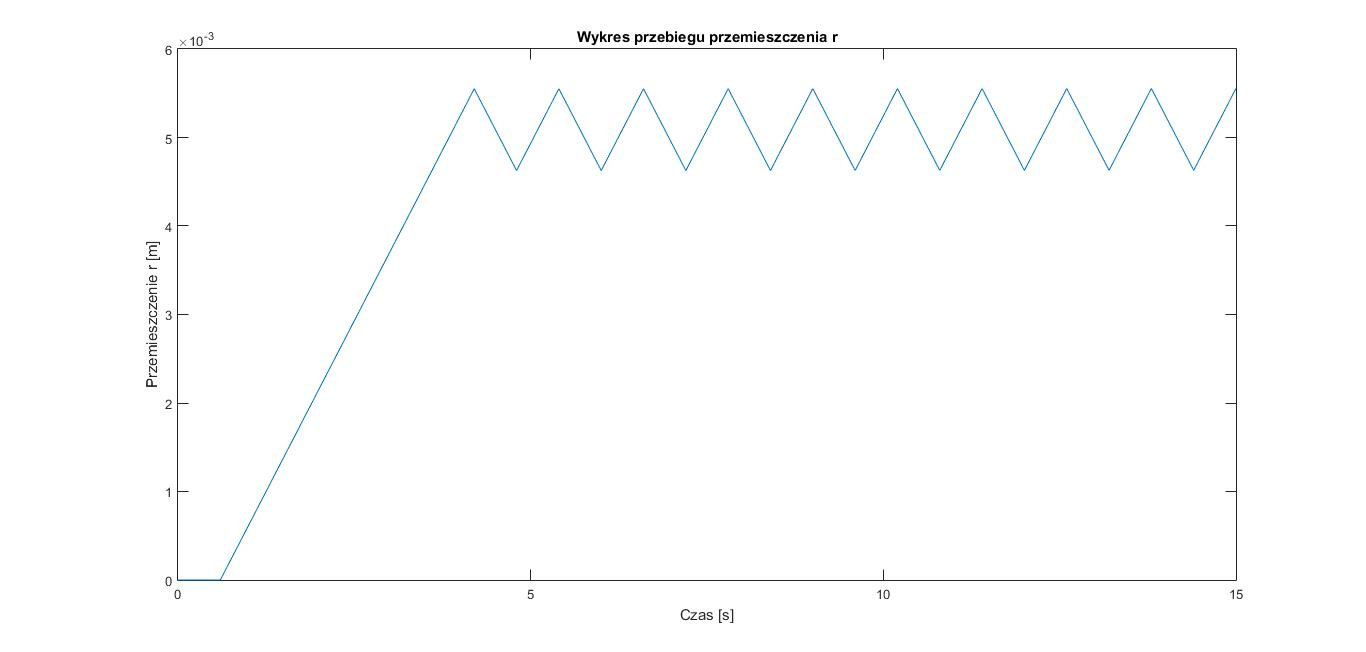 Wykres przebiegu przemieszczenia r
×10-3
6
5
4
3
2
1
0
Przemieszczenie r [m]
0 5 10 15
Czas [s]